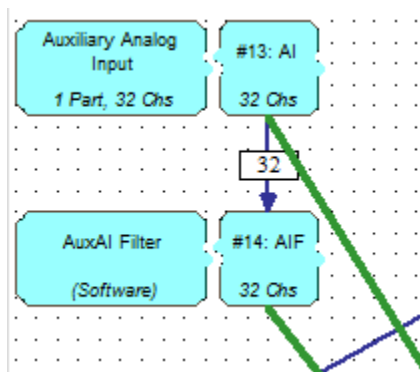 Auxiliary Analog
Input
1 Part, 32 Chs
#13: AI
32 Chs
32
AuxAI Filter
(Software)
#14: AIF
32 Chs